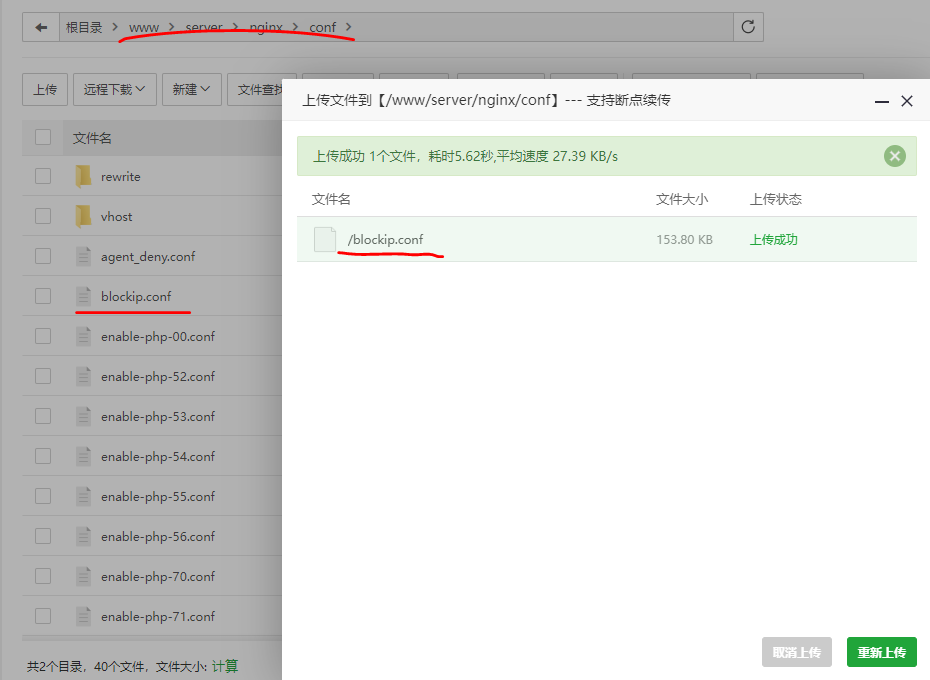 根目录 > www > server > nginx > conf >
上传 远程下载 新建 文件查找
上传文件到【/www/server/nginx/conf】--- 支持断点续传
上传成功 1个文件，耗时5.62秒,平均速度 27.39 KB/s
文件名 文件大小 上传状态
/blockip.conf 153.80 KB 上传成功
取消上传 重新上传
文件名
rewrite
vhost
agent_deny.conf
blockip.conf
enable-php-00.conf
enable-php-52.conf
enable-php-53.conf
enable-php-54.conf
enable-php-55.conf
enable-php-56.conf
enable-php-70.conf
enable-php-71.conf
共2个目录，40个文件，文件大小: 计算